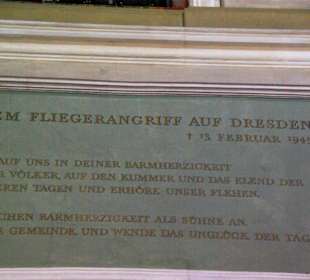 EM FLIEGERANGRIFF AUF DRESDEN
† 13. FEBRUAR 194
AUF UNS IN DEINER BARMHERZIGKEIT
R VÖLKER, AUF DEN KUMMER UND DAS ELEND DER
EREN TAGEN UND ERHÖRE UNSER FLEHEN.
ICHEN BARMHERZIGKEIT ALS SÜHNE AN.
E GEMEINDE, UND WENDE DAS UNGLÜCK, DER TAG